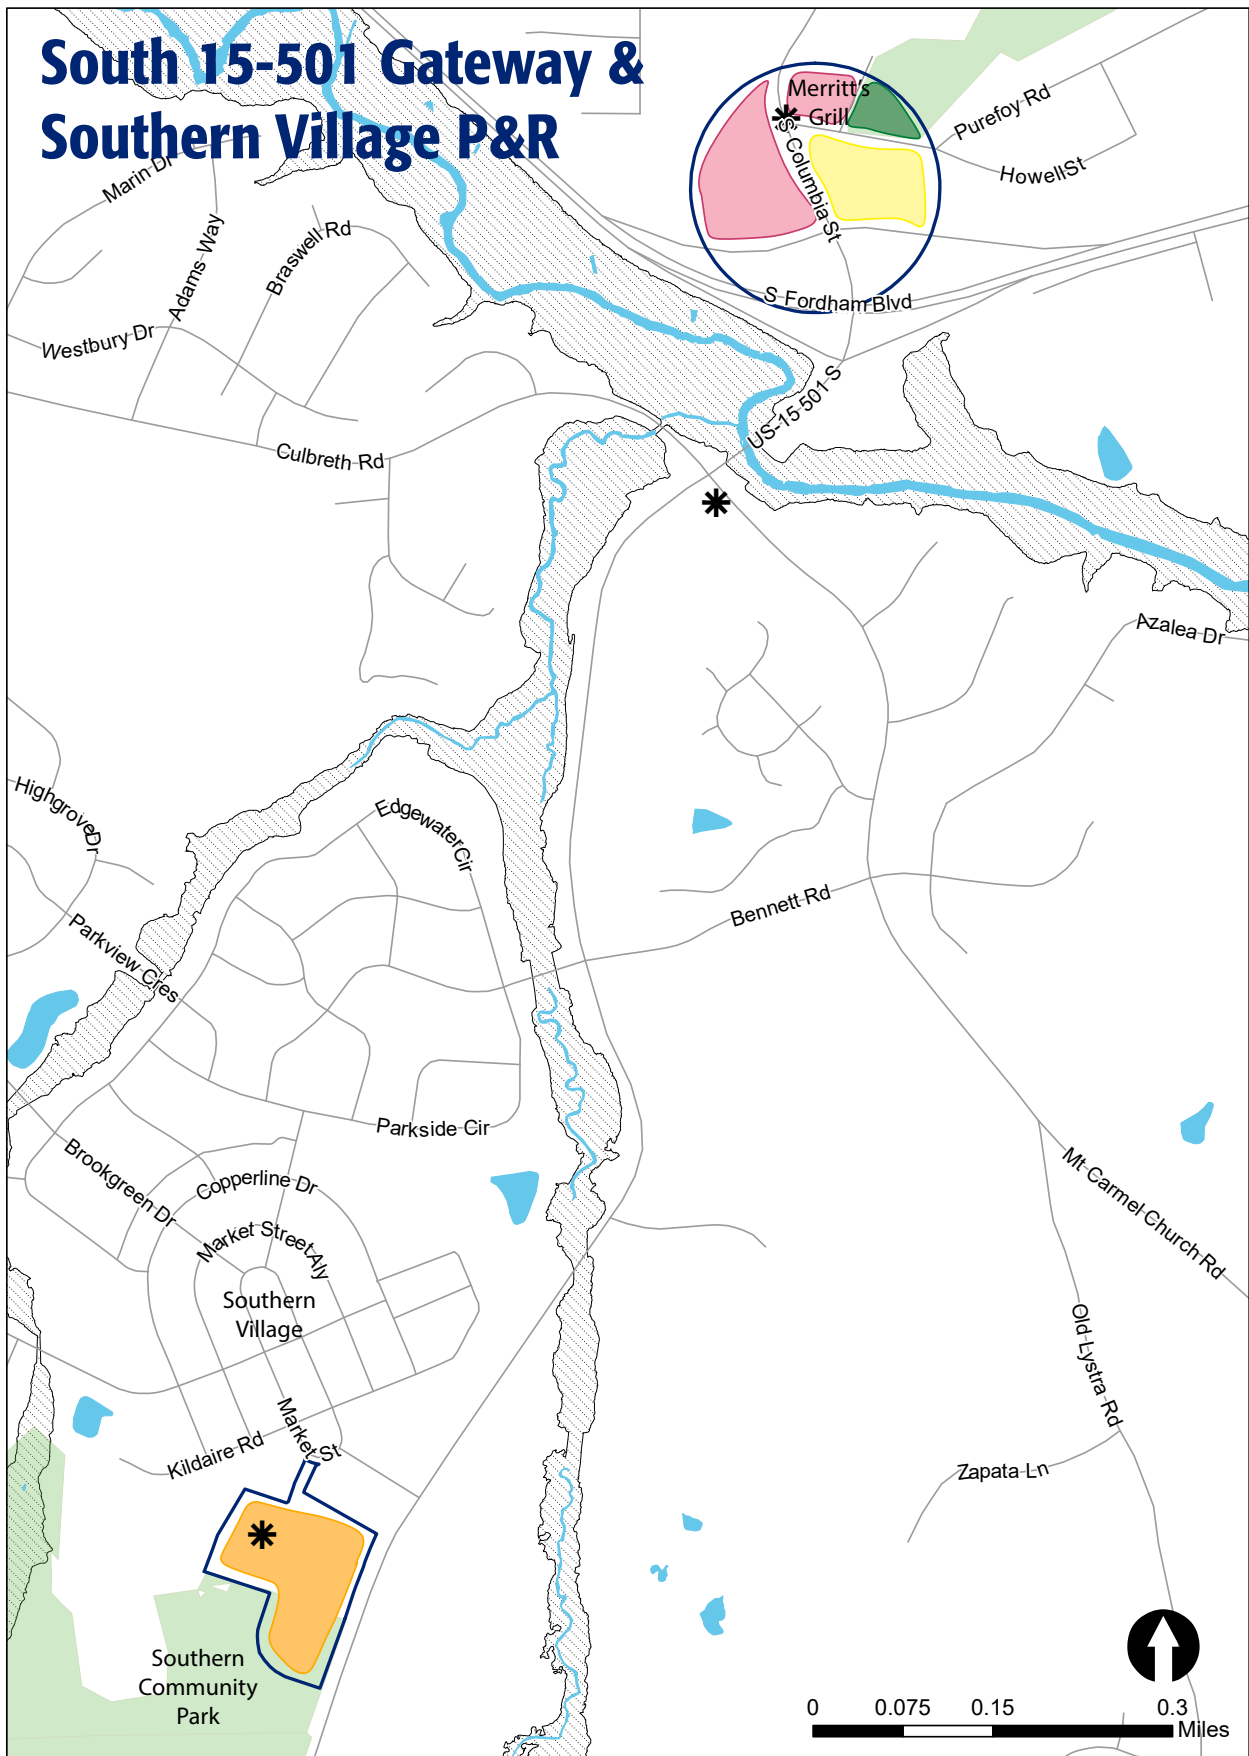 South 15-501 Gateway &
Southern Village P&R
Merritt's
Grill
Purefoy Rd
Howell St
S Columbia St
S Fordham Blvd
Marin Dr
Adams Way
Braswell Rd
Westbury Dr
Culbreth Rd
US-15-501 S
Azalea Dr
Highgrove Dr
Edgewater Cir
Bennett Rd
Parkview Cres
Parkside Cir
Brookgreen Dr
Copperline Dr
Market Street Aly
Southern
Village
Mt Carmel Church Rd
Old Lystra Rd
Market St
Kildaire Rd
Zapata Ln
Southern
Community
Park
0 0.075 0.15 0.3
Miles